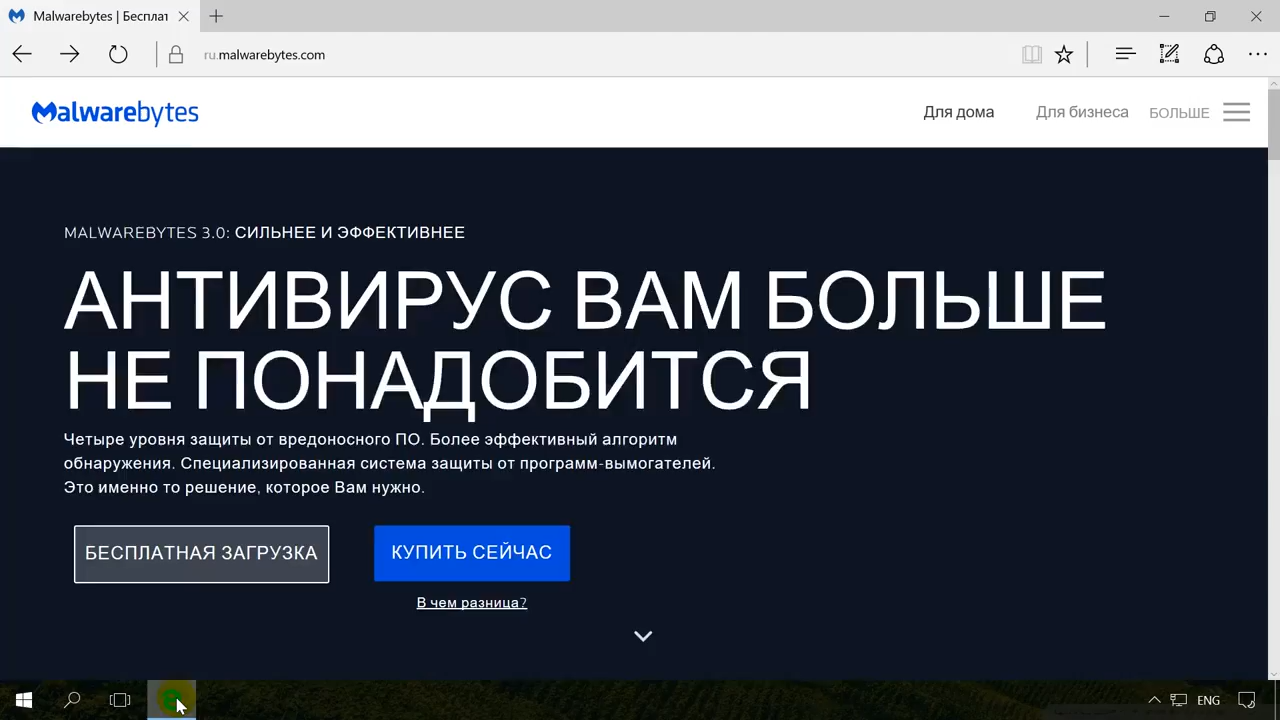 Malwarebytes | Бесплат
ru.malwarebytes.com
Malwarebytes
Для дома
Для бизнеса
БОЛЬШЕ
MALWAREBYTES 3.0: СИЛЬНЕЕ И ЭФФЕКТИВНЕЕ
АНТИВИРУС ВАМ БОЛЬШЕ
НЕ ПОНАДОБИТСЯ
Четыре уровня защиты от вредоносного ПО. Более эффективный алгоритм
обнаружения. Специализированная система защиты от программ-вымогателей.
Это именно то решение, которое Вам нужно.
БЕСПЛАТНАЯ ЗАГРУЗКА
КУПИТЬ СЕЙЧАС
В чем разница?
ENG